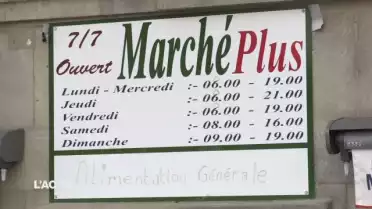 7/7
Ouvert
Marché Plus
Lundi - Mercredi :- 06.00 - 19.00
Jeudi :- 06.00 - 21.00
Vendredi :- 06.00 - 19.00
Samedi :- 08.00 - 16.00
Dimanche :- 09.00 - 19.00
Alimentation Générale
L'AC